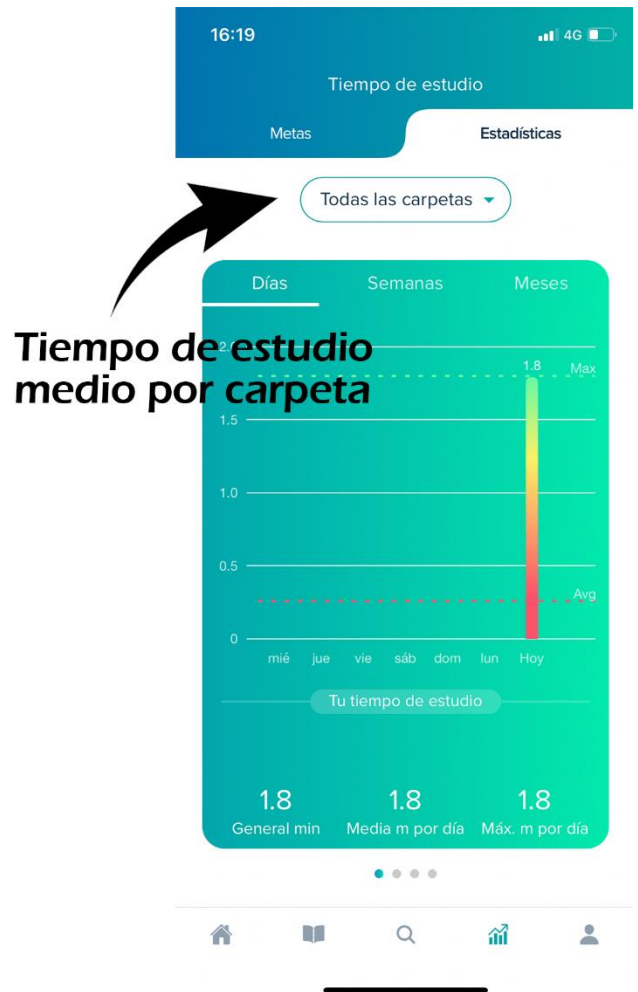 16:19
4G
Tiempo de estudio
Metas
Estadísticas
Todas las carpetas
Días Semanas Meses
Tiempo de estudio
medio por carpeta
2.0
1.8 Max
1.5
1.0
0.5
Avg
0
mié jue vie sáb dom lun Hoy
Tu tiempo de estudio
1.8 1.8 1.8
General min Media m por día Máx. m por día